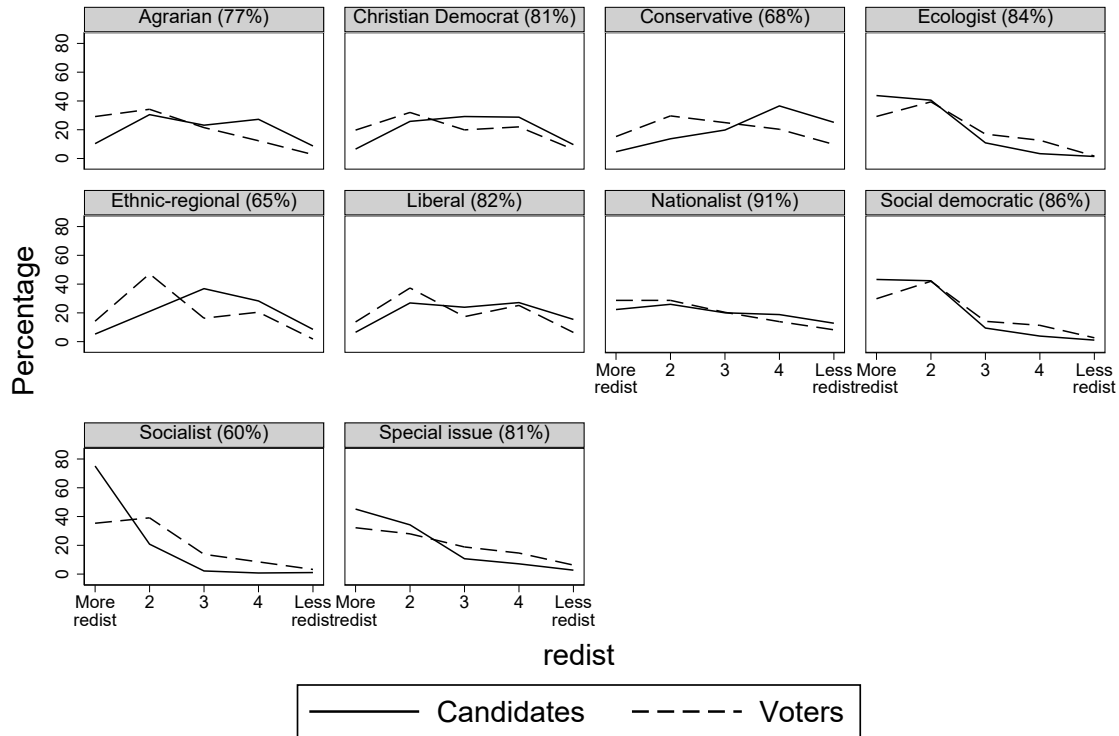 Agrarian (77%)
Christian Democrat (81%)
Conservative (68%)
Ecologist (84%)
80
60
40
20
0
Ethnic-regional (65%)
Liberal (82%)
Nationalist (91%)
Social democratic (86%)
80
60
40
20
0
Percentage
More
redist
2
3
4
Less
redist
More
redist
2
3
4
Less
redist
Socialist (60%)
Special issue (81%)
80
60
40
20
0
More
redist
2
3
4
Less
redist
More
redist
2
3
4
Less
redist
redist
Candidates
Voters